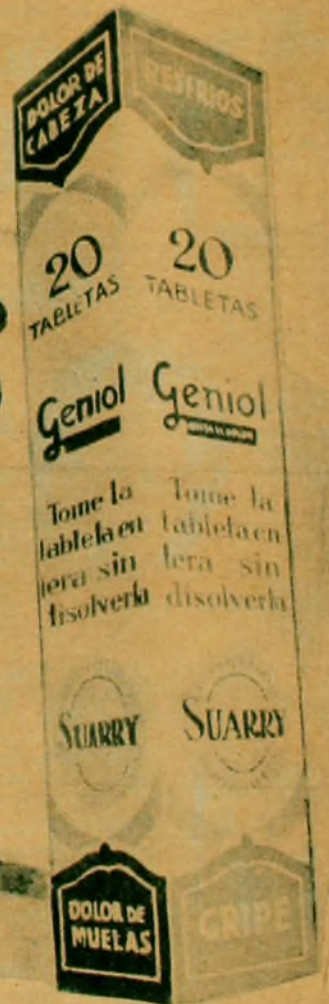 DOLOR DE
CABEZA
20
TABLETAS
Geniol
Tome la
tableta en
tera sin
disolverla
SUARRY
DOLOR DE
MUELAS
RESFRIOS
20
TABLETAS
Geniol
Tome la
tableta en
tera sin
disolverla
SUARRY
GRIPE